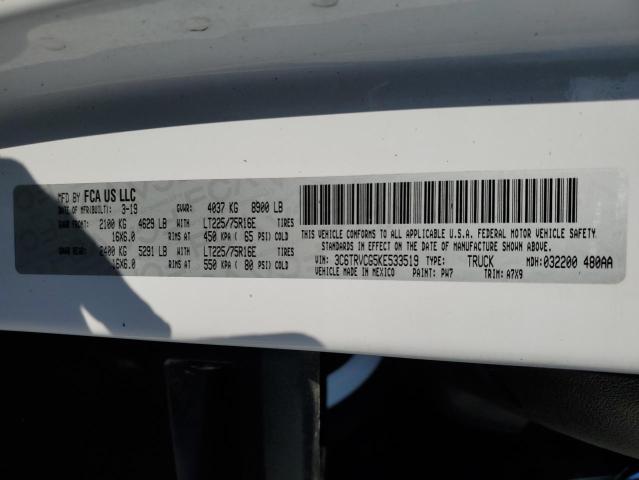 MFD BY FCA US LLC
DATE OF MFR(BUILT): 3-19 GVWR: 4037 KG 8900 LB
GAWR FRONT: 2100 KG 4629 LB WITH LT225/75R16E TIRES
16X6.0 RIMS AT 450 KPA ( 65 PSI) COLD
GAWR REAR: 2400 KG 5291 LB WITH LT225/75R16E TIRES
16X6.0 RIMS AT 550 KPA ( 80 PSI) COLD
THIS VEHICLE CONFORMS TO ALL APPLICABLE U.S.A. FEDERAL MOTOR VEHICLE SAFETY
STANDARDS IN EFFECT ON THE DATE OF MANUFACTURE SHOWN ABOVE.
VIN: 3C6TRVCG5KE533519 TYPE: TRUCK MDH: 032200 480AA
VEHICLE MADE IN MEXICO PAINT: PW7 TRIM: A7X9